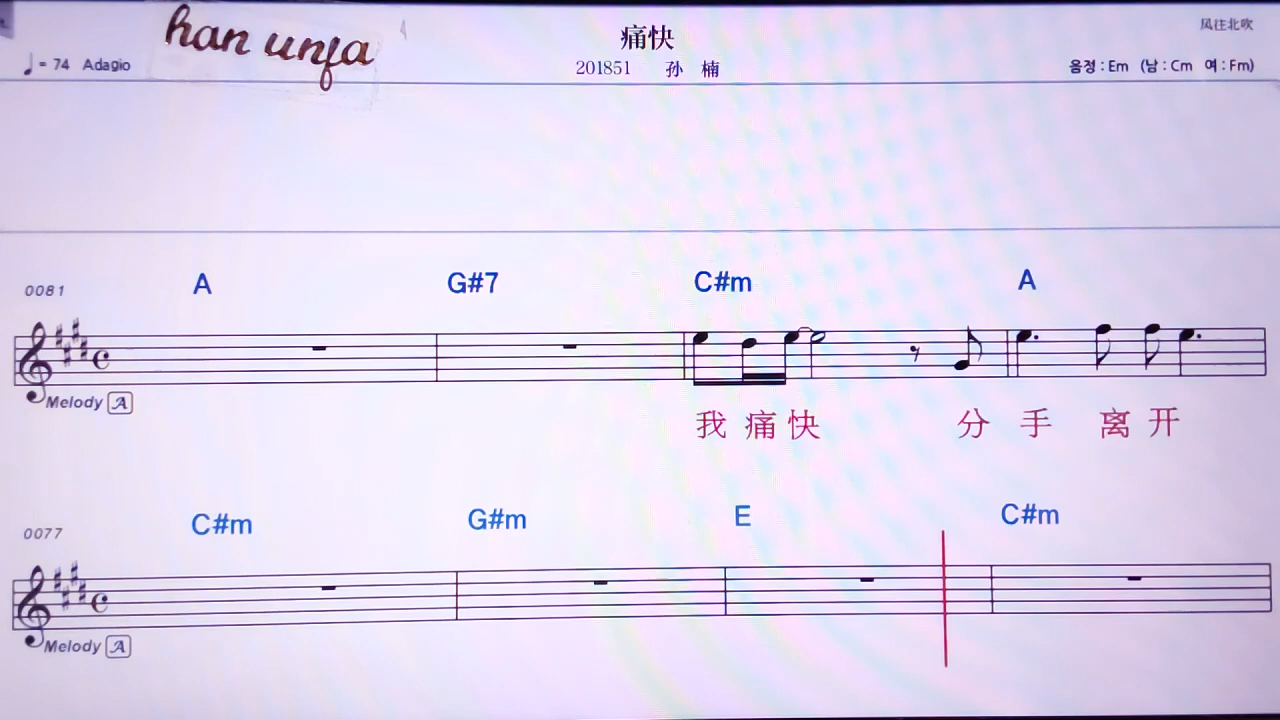 han unfa
痛快
风往北吹
♩= 74 Adagio
201851 孙 楠
음정 : Em (남 : Cm 여 : Fm)
A G#7 C#m A
0081
Melody A
我 痛 快 分 手 离 开
C#m G#m E C#m
0077
Melody A